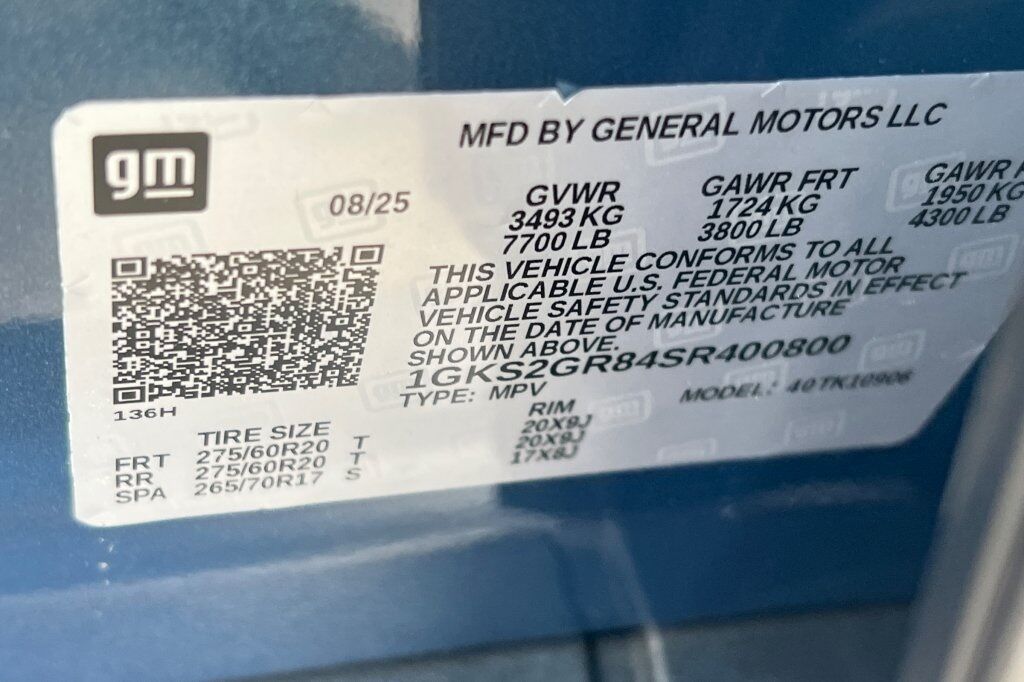 gm
MFD BY GENERAL MOTORS LLC
08/25
GVWR GAWR FRT GAWR
3493 KG 1724 KG 1950 KG
7700 LB 3800 LB 4300 LB
THIS VEHICLE CONFORMS TO ALL
APPLICABLE U.S. FEDERAL MOTOR
VEHICLE SAFETY STANDARDS IN EFFECT
ON THE DATE OF MANUFACTURE
SHOWN ABOVE.
1GKS2GR84SR400800
TYPE: MPV MODEL: 40TK10906
136H
TIRE SIZE RIM
FRT 275/60R20 T 20X9J
RR 275/60R20 T 20X9J
SPA 265/70R17 S 17X8J